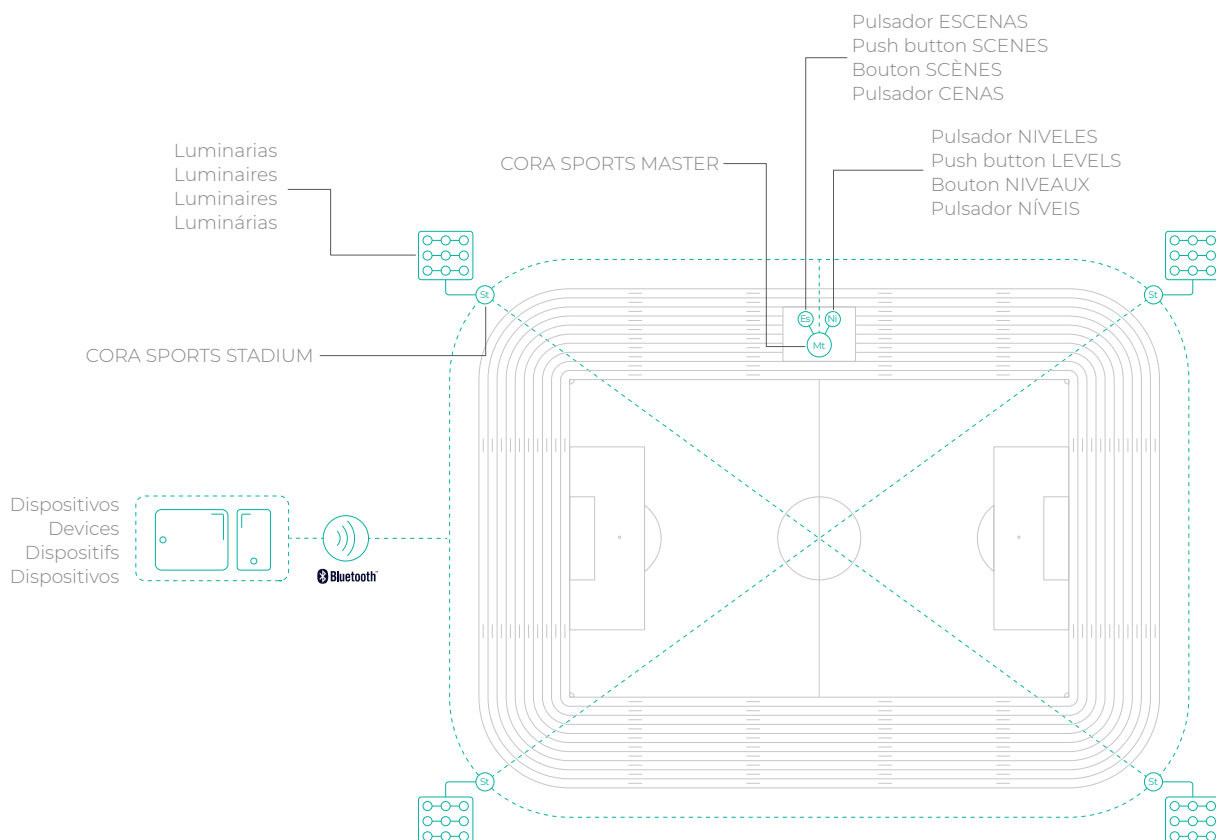 Pulsador ESCENAS
Push button SCENES
Bouton SCÈNES
Pulsador CENAS
Pulsador NIVELES
Push button LEVELS
Bouton NIVEAUX
Pulsador NÍVEIS
Luminarias
Luminaires
Luminaires
Luminárias
CORA SPORTS MASTER
St
St
Es
Ni
Mt
CORA SPORTS STADIUM
Dispositivos
Devices
Dispositifs
Dispositivos
Bluetooth™
St
St